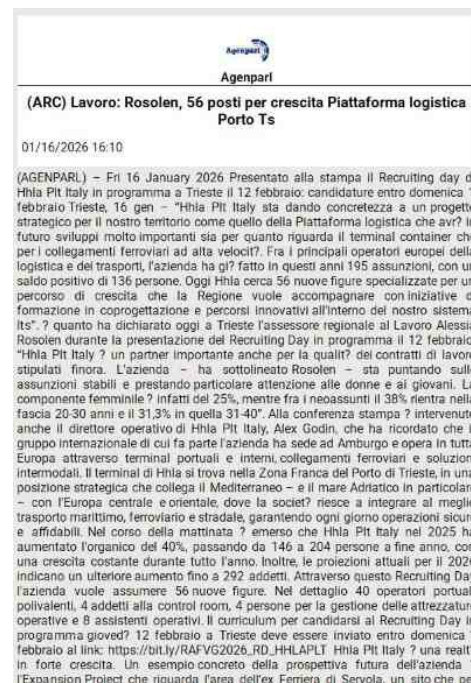 Agenparl
Agenparl
(ARC) Lavoro: Rosolen, 56 posti per crescita Piattaforma logistica
Porto Ts
01/16/2026 16:10
(AGENPARL) – Fri 16 January 2026 Presentato alla stampa il Recruiting day d
Hhla Plt Italy in programma a Trieste il 12 febbraio: candidature entro domenica
febbraio Trieste, 16 gen – "Hhla Plt Italy sta dando concretezza a un progetto
strategico per il nostro territorio come quello della Piattaforma logistica che avr? i
futuro sviluppi molto importanti sia per quanto riguarda il terminal container che
per i collegamenti ferroviari ad alta velocit?. Fra i principali operatori europei della
logistica e dei trasporti, l'azienda ha gi? fatto in questi anni 195 assunzioni, con un
saldo positivo di 136 persone. Oggi Hhla cerca 56 nuove figure specializzate per un
percorso di crescita che la Regione vuole accompagnare con iniziative d
formazione in coprogettazione e percorsi innovativi all'interno del nostro sistema
Its". ? quanto ha dichiarato oggi a Trieste l'assessore regionale al Lavoro Alessia
Rosolen durante la presentazione del Recruiting Day in programma il 12 febbraio.
"Hhla Plt Italy ? un partner importante anche per la qualit? dei contratti di lavoro
stipulati finora. L'azienda – ha sottolineato Rosolen – sta puntando sulle
assunzioni stabili e prestando particolare attenzione alle donne e ai giovani. La
componente femminile ? infatti del 25%, mentre fra i neoassunti il 38% rientra nella
fascia 20-30 anni e il 31,3% in quella 31-40". Alla conferenza stampa ? intervenuto
anche il direttore operativo di Hhla Plt Italy, Alex Godin, che ha ricordato che i
gruppo internazionale di cui fa parte l'azienda ha sede ad Amburgo e opera in tutta
Europa attraverso terminal portuali e interni, collegamenti ferroviari e soluzion
intermodali. Il terminal di Hhla si trova nella Zona Franca del Porto di Trieste, in una
posizione strategica che collega il Mediterraneo – e il mare Adriatico in particolare
– con l'Europa centrale e orientale, dove la societ? riesce a integrare al meglio
trasporto marittimo, ferroviario e stradale, garantendo ogni giorno operazioni sicure
e affidabili. Nel corso della mattinata ? emerso che Hhla Plt Italy nel 2025 ha
aumentato l'organico del 40%, passando da 146 a 204 persone a fine anno, con
una crescita costante durante tutto l'anno. Inoltre, le proiezioni attuali per il 2026
indicano un ulteriore aumento fino a 292 addetti. Attraverso questo Recruiting Day
l'azienda vuole assumere 56 nuove figure. Nel dettaglio 40 operatori portuali
polivalenti, 4 addetti alla control room, 4 persone per la gestione delle attrezzature
operative e 8 assistenti operativi. Il curriculum per candidarsi al Recruiting Day i
programma gioved? 12 febbraio a Trieste deve essere inviato entro domenica
febbraio al link: https://bit.ly/RAFVG2026_RD_HHLAPLT Hhla Plt Italy ? una realt?
in forte crescita. Un esempio concreto della prospettiva futura dell'azienda
l'Expansion Project che riguarda l'area dell'ex Ferriera di Servola, un sito che per